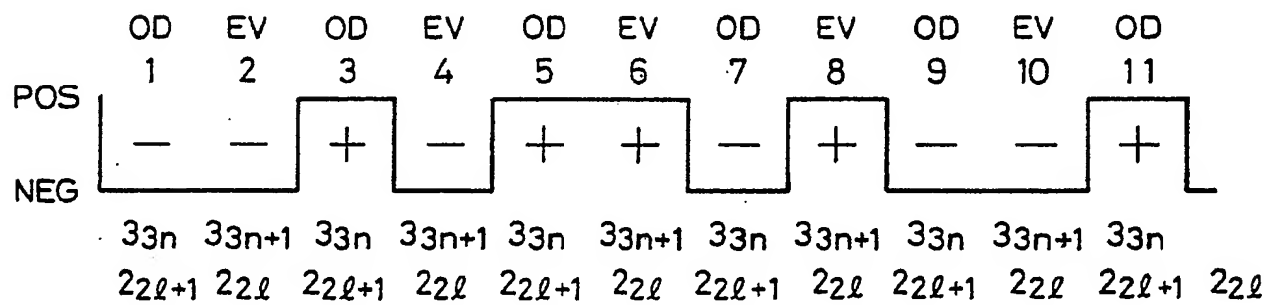 OD EV OD EV OD EV OD EV OD EV OD
1 2 3 4 5 6 7 8 9 10 11
POS
− − + − + + − + − − +
NEG
33n 33n+1 33n 33n+1 33n 33n+1 33n 33n+1 33n 33n+1 33n
22ℓ+1 22ℓ 22ℓ+1 22ℓ 22ℓ+1 22ℓ 22ℓ+1 22ℓ 22ℓ+1 22ℓ 22ℓ+1 22ℓ